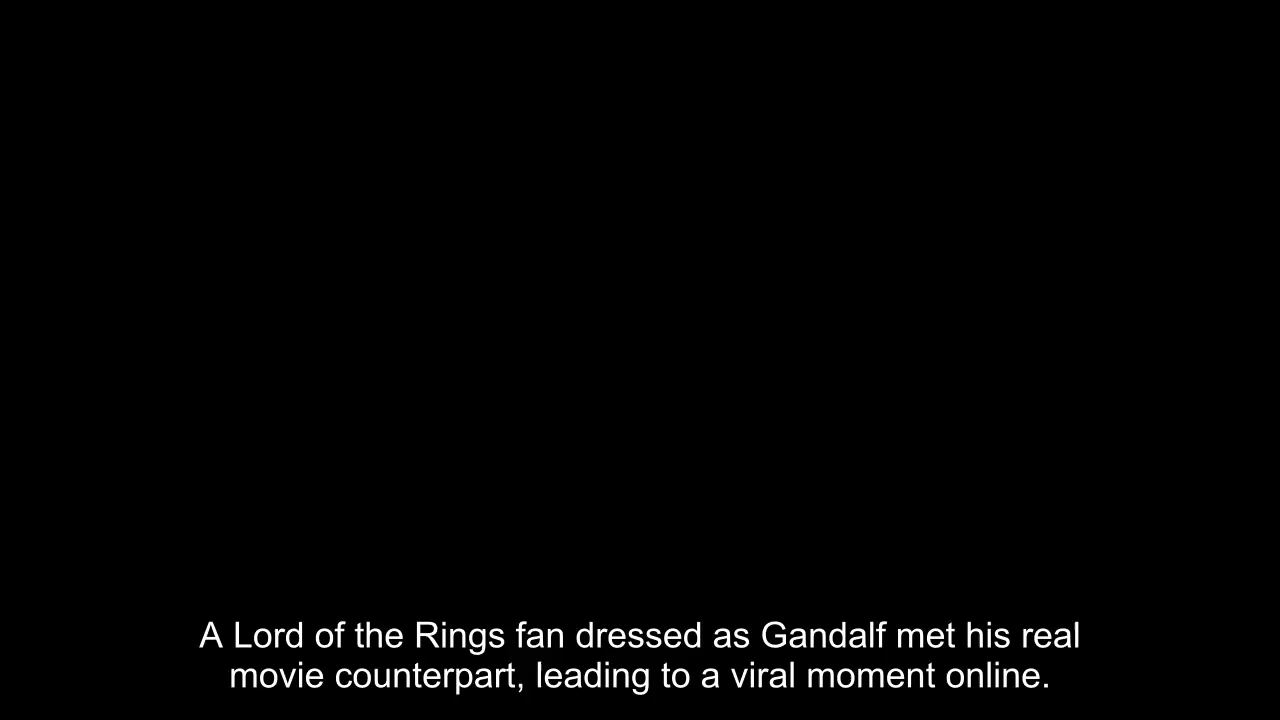 A Lord of the Rings fan dressed as Gandalf met his real
movie counterpart, leading to a viral moment online.